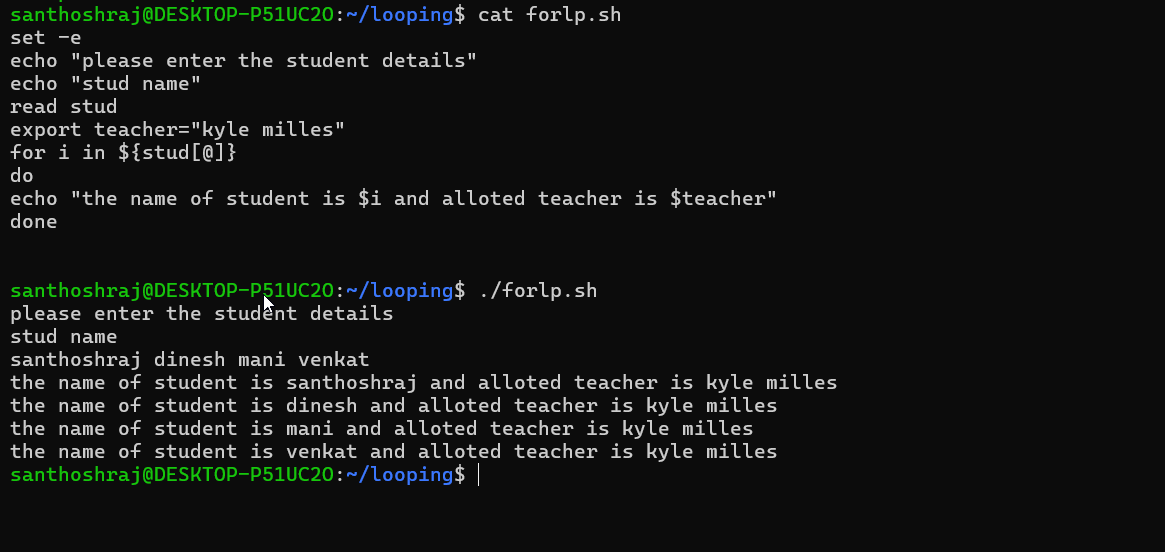 santhoshraj@DESKTOP-P51UC2O:~/looping$ cat forlp.sh
set -e
echo "please enter the student details"
echo "stud name"
read stud
export teacher="kyle milles"
for i in ${stud[@]}
do
echo "the name of student is $i and alloted teacher is $teacher"
done
santhoshraj@DESKTOP-P51UC2O:~/looping$ ./forlp.sh
please enter the student details
stud name
santhoshraj dinesh mani venkat
the name of student is santhoshraj and alloted teacher is kyle milles
the name of student is dinesh and alloted teacher is kyle milles
the name of student is mani and alloted teacher is kyle milles
the name of student is venkat and alloted teacher is kyle milles
santhoshraj@DESKTOP-P51UC2O:~/looping$